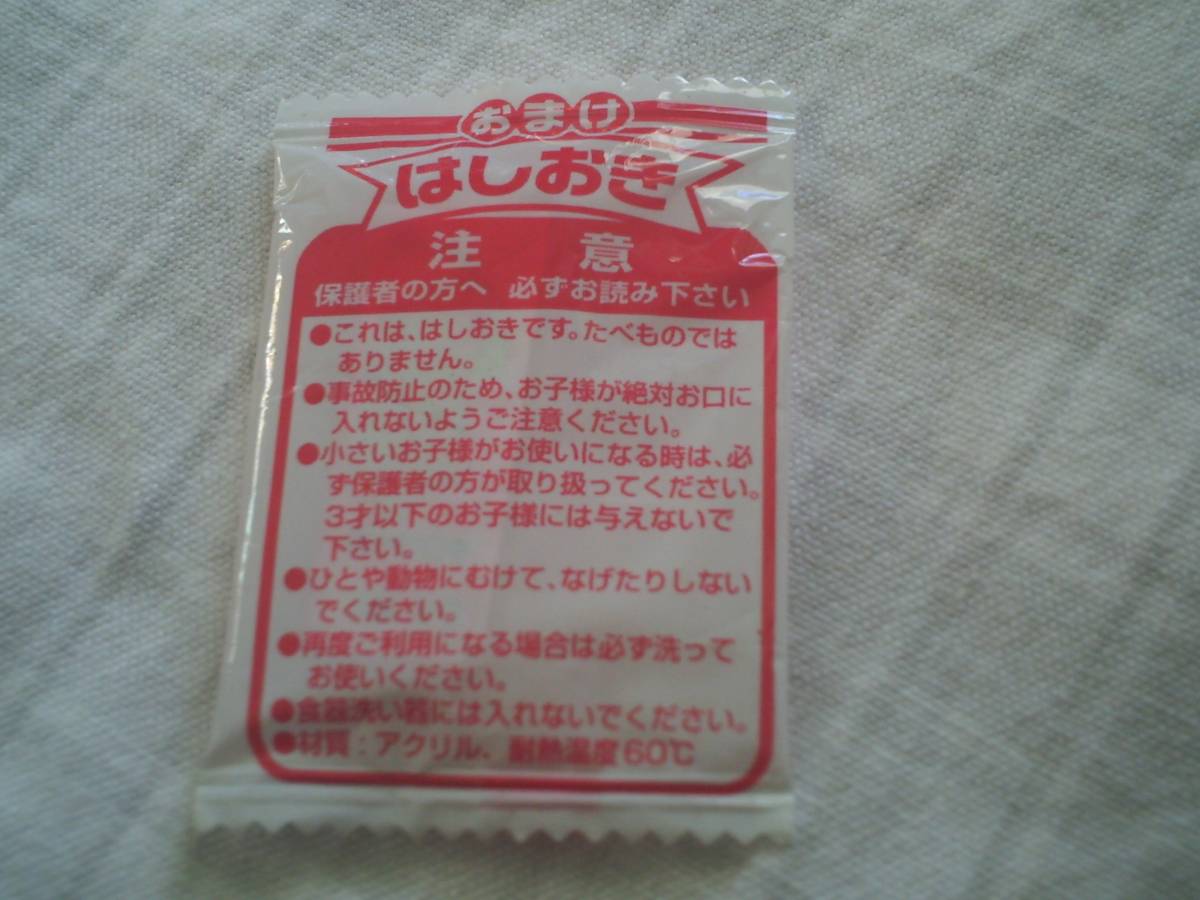 おまけ
はしおき
注意
保護者の方へ 必ずお読み下さい
●これは、はしおきです。たべものでは
ありません。
●事故防止のため、お子様が絶対お口に
入れないようご注意ください。
●小さいお子様がお使いになる時は、必
ず保護者の方が取り扱ってください。
3才以下のお子様には与えないで
下さい。
●ひとや動物にむけて、なげたりしない
でください。
●再度ご利用になる場合は必ず洗って
お使いください。
●食器洗い器には入れないでください。
●材質:アクリル、耐熱温度60℃